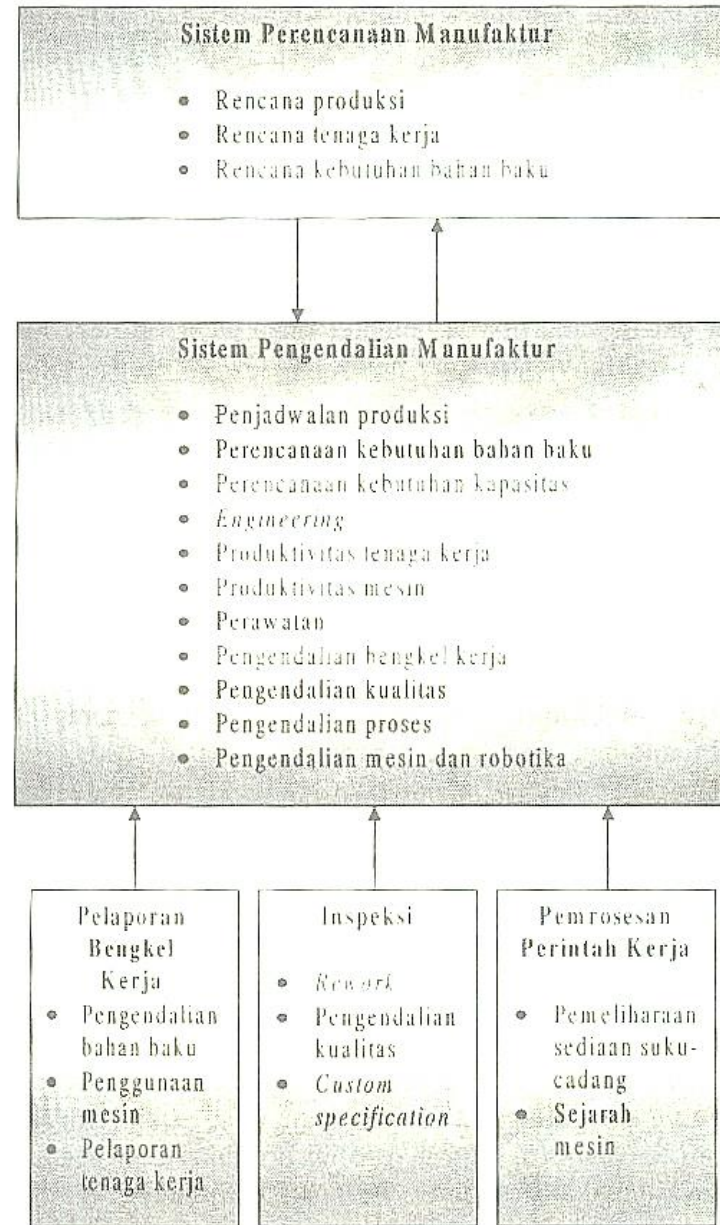 Sistem Perencanaan Manufaktur
Rencana produksi
Rencana tenaga kerja
Rencana kebutuhan bahan baku
Sistem Pengendalian Manufaktur
Penjadwalan produksi
Perencanaan kebutuhan bahan baku
Perencanaan kebutuhan kapasitas
Engineering
Produktivitas tenaga kerja
Produktivitas mesin
Perawatan
Pengendalian bengkel kerja
Pengendalian kualitas
Pengendalian proses
Pengendalian mesin dan robotika
Pelaporan
Bengkel
Kerja
Pengendalian
bahan baku
Penggunaan
mesin
Pelaporan
tenaga kerja
Inspeksi
Rework
Pengendalian
kualitas
Custom
specification
Pemrosesan
Perintah Kerja
Pemeliharaan
sediaan suku-
cadang
Sejarah
mesin